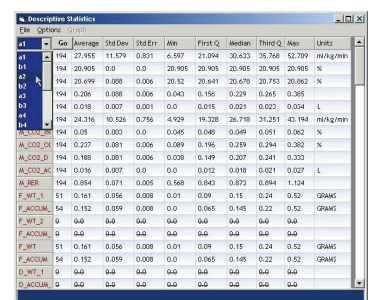 Descriptive Statistics
File Options Graph
a1 Go Average Std Dev Std Err Min First Q Median Third Q Max Units
a1 194 27.955 11.579 0.831 6.597 21.094 30.633 35.768 52.709 ml/kg/min
b1 194 20.905 0.0 0.0 20.905 20.905 20.905 20.905 20.905 %
a2 194 20.699 0.088 0.006 20.52 20.641 20.678 20.753 20.862 %
b2 194 0.206 0.088 0.006 0.043 0.156 0.229 0.265 0.385
a3
b3 194 0.018 0.007 0.001 0.0 0.015 0.021 0.023 0.034 L
a4 194 24.316 10.526 0.756 4.929 19.328 26.718 31.251 43.194 ml/kg/min
b4
M_CO2_IN 194 0.05 0.003 0.0 0.045 0.048 0.049 0.051 0.062 %
M_CO2_OU 194 0.237 0.081 0.006 0.089 0.196 0.259 0.294 0.382 %
M_CO2_D 194 0.188 0.081 0.006 0.038 0.149 0.207 0.241 0.333
M_CO2_AC 194 0.016 0.007 0.0 0.0 0.012 0.018 0.021 0.027 L
M_RER 194 0.854 0.071 0.005 0.568 0.843 0.873 0.894 1.124
F_WT_1 51 0.161 0.056 0.008 0.01 0.09 0.15 0.24 0.52 GRAMS
F_ACCUM_ 54 0.152 0.059 0.008 0.0 0.065 0.145 0.22 0.52 GRAMS
F_WT_2 0 0.0 0.0 0.0 0.0 0.0 0.0 0.0 0.0
F_ACCUM_ 0 0.0 0.0 0.0 0.0 0.0 0.0 0.0 0.0
F_WT 51 0.161 0.056 0.008 0.01 0.09 0.15 0.24 0.52 GRAMS
F_ACCUM 54 0.152 0.059 0.008 0.0 0.065 0.145 0.22 0.52 GRAMS
D_WT_1 0 0.0 0.0 0.0 0.0 0.0 0.0 0.0 0.0
D_ACCUM_ 0 0.0 0.0 0.0 0.0 0.0 0.0 0.0 0.0